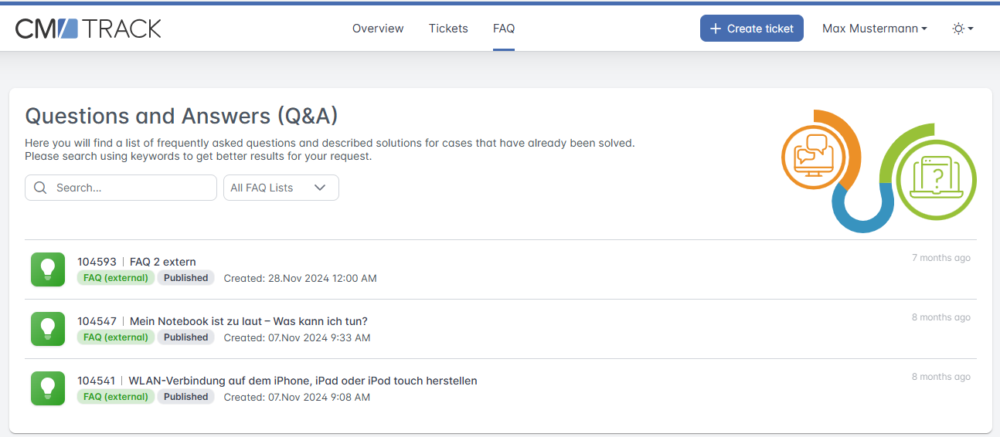 CM/TRACK
Overview
Tickets
FAQ
+ Create ticket
Max Mustermann
Questions and Answers (Q&A)
Here you will find a list of frequently asked questions and described solutions for cases that have already been solved.
Please search using keywords to get better results for your request.
Search...
All FAQ Lists
?
104593 | FAQ 2 extern
7 months ago
FAQ (external) Published Created: 28.Nov 2024 12:00 AM
104547 | Mein Notebook ist zu laut – Was kann ich tun?
8 months ago
FAQ (external) Published Created: 07.Nov 2024 9:33 AM
104541 | WLAN-Verbindung auf dem iPhone, iPad oder iPod touch herstellen
8 months ago
FAQ (external) Published Created: 07.Nov 2024 9:08 AM